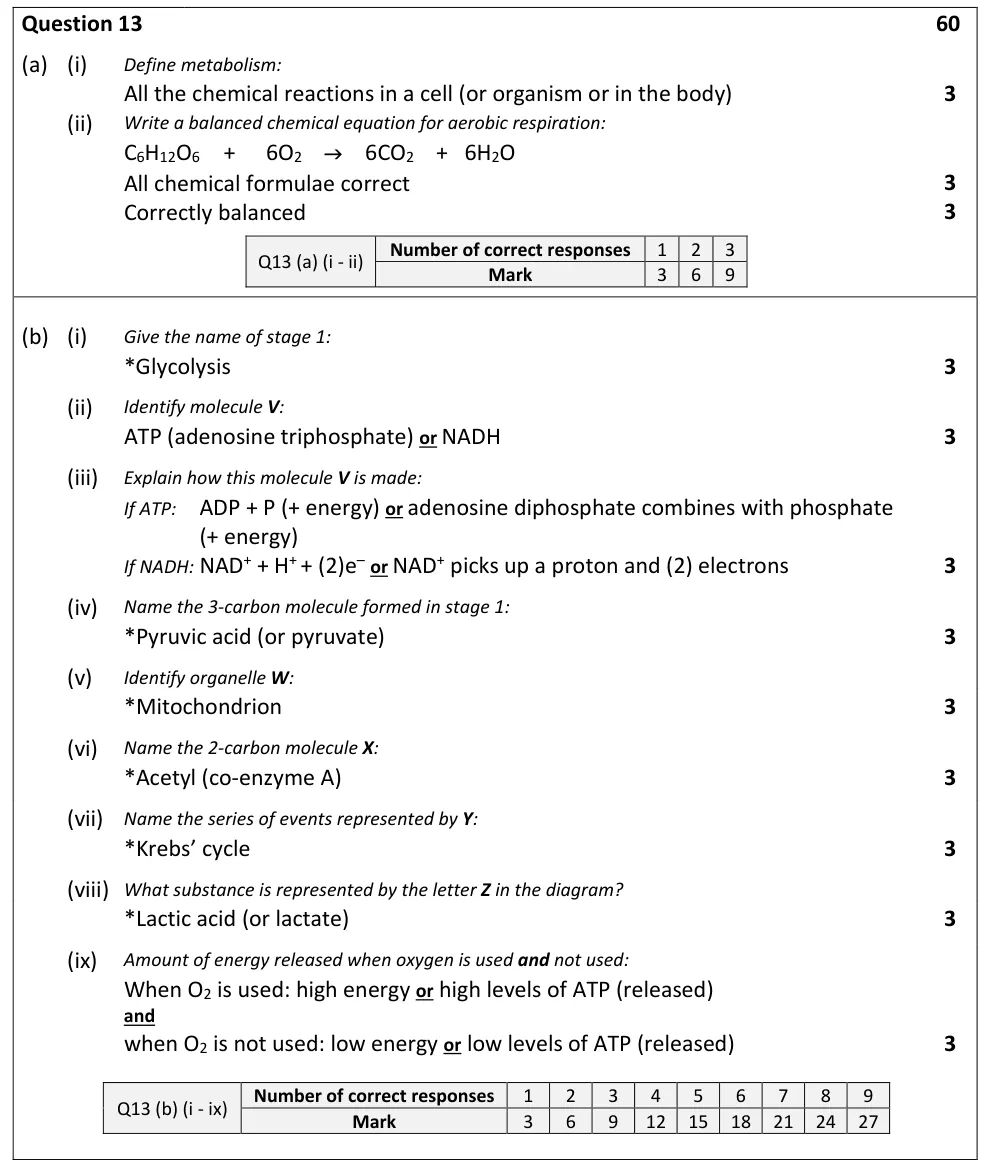 Question 13 60
(a) (i) Define metabolism:
All the chemical reactions in a cell (or organism or in the body) 3
(ii) Write a balanced chemical equation for aerobic respiration:
C₆H₁₂O₆ + 6O₂ → 6CO₂ + 6H₂O
All chemical formulae correct 3
Correctly balanced 3
Q13 (a) (i - ii) Number of correct responses 1 2 3
Mark 3 6 9
(b) (i) Give the name of stage 1:
*Glycolysis 3
(ii) Identify molecule V:
ATP (adenosine triphosphate) or NADH 3
(iii) Explain how this molecule V is made:
If ATP: ADP + P (+ energy) or adenosine diphosphate combines with phosphate
(+ energy)
If NADH: NAD⁺ + H⁺ + (2)e⁻ or NAD⁺ picks up a proton and (2) electrons 3
(iv) Name the 3-carbon molecule formed in stage 1:
*Pyruvic acid (or pyruvate) 3
(v) Identify organelle W:
*Mitochondrion 3
(vi) Name the 2-carbon molecule X:
*Acetyl (co-enzyme A) 3
(vii) Name the series of events represented by Y:
*Krebs’ cycle 3
(viii) What substance is represented by the letter Z in the diagram?
*Lactic acid (or lactate) 3
(ix) Amount of energy released when oxygen is used and not used:
When O₂ is used: high energy or high levels of ATP (released)
and
when O₂ is not used: low energy or low levels of ATP (released) 3
Q13 (b) (i - ix) Number of correct responses 1 2 3 4 5 6 7 8 9
Mark 3 6 9 12 15 18 21 24 27